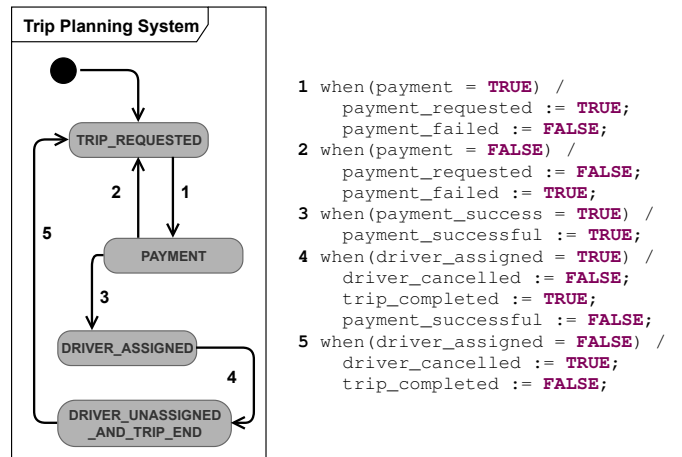 Trip Planning System
TRIP_REQUESTED
2
1
5
PAYMENT
3
DRIVER_ASSIGNED
4
DRIVER_UNASSIGNED
_AND_TRIP_END
1 when(payment = TRUE) /
payment_requested := TRUE;
payment_failed := FALSE;
2 when(payment = FALSE) /
payment_requested := FALSE;
payment_failed := TRUE;
3 when(payment_success = TRUE) /
payment_successful := TRUE;
4 when(driver_assigned = TRUE) /
driver_cancelled := FALSE;
trip_completed := TRUE;
payment_successful := FALSE;
5 when(driver_assigned = FALSE) /
driver_cancelled := TRUE;
trip_completed := FALSE;